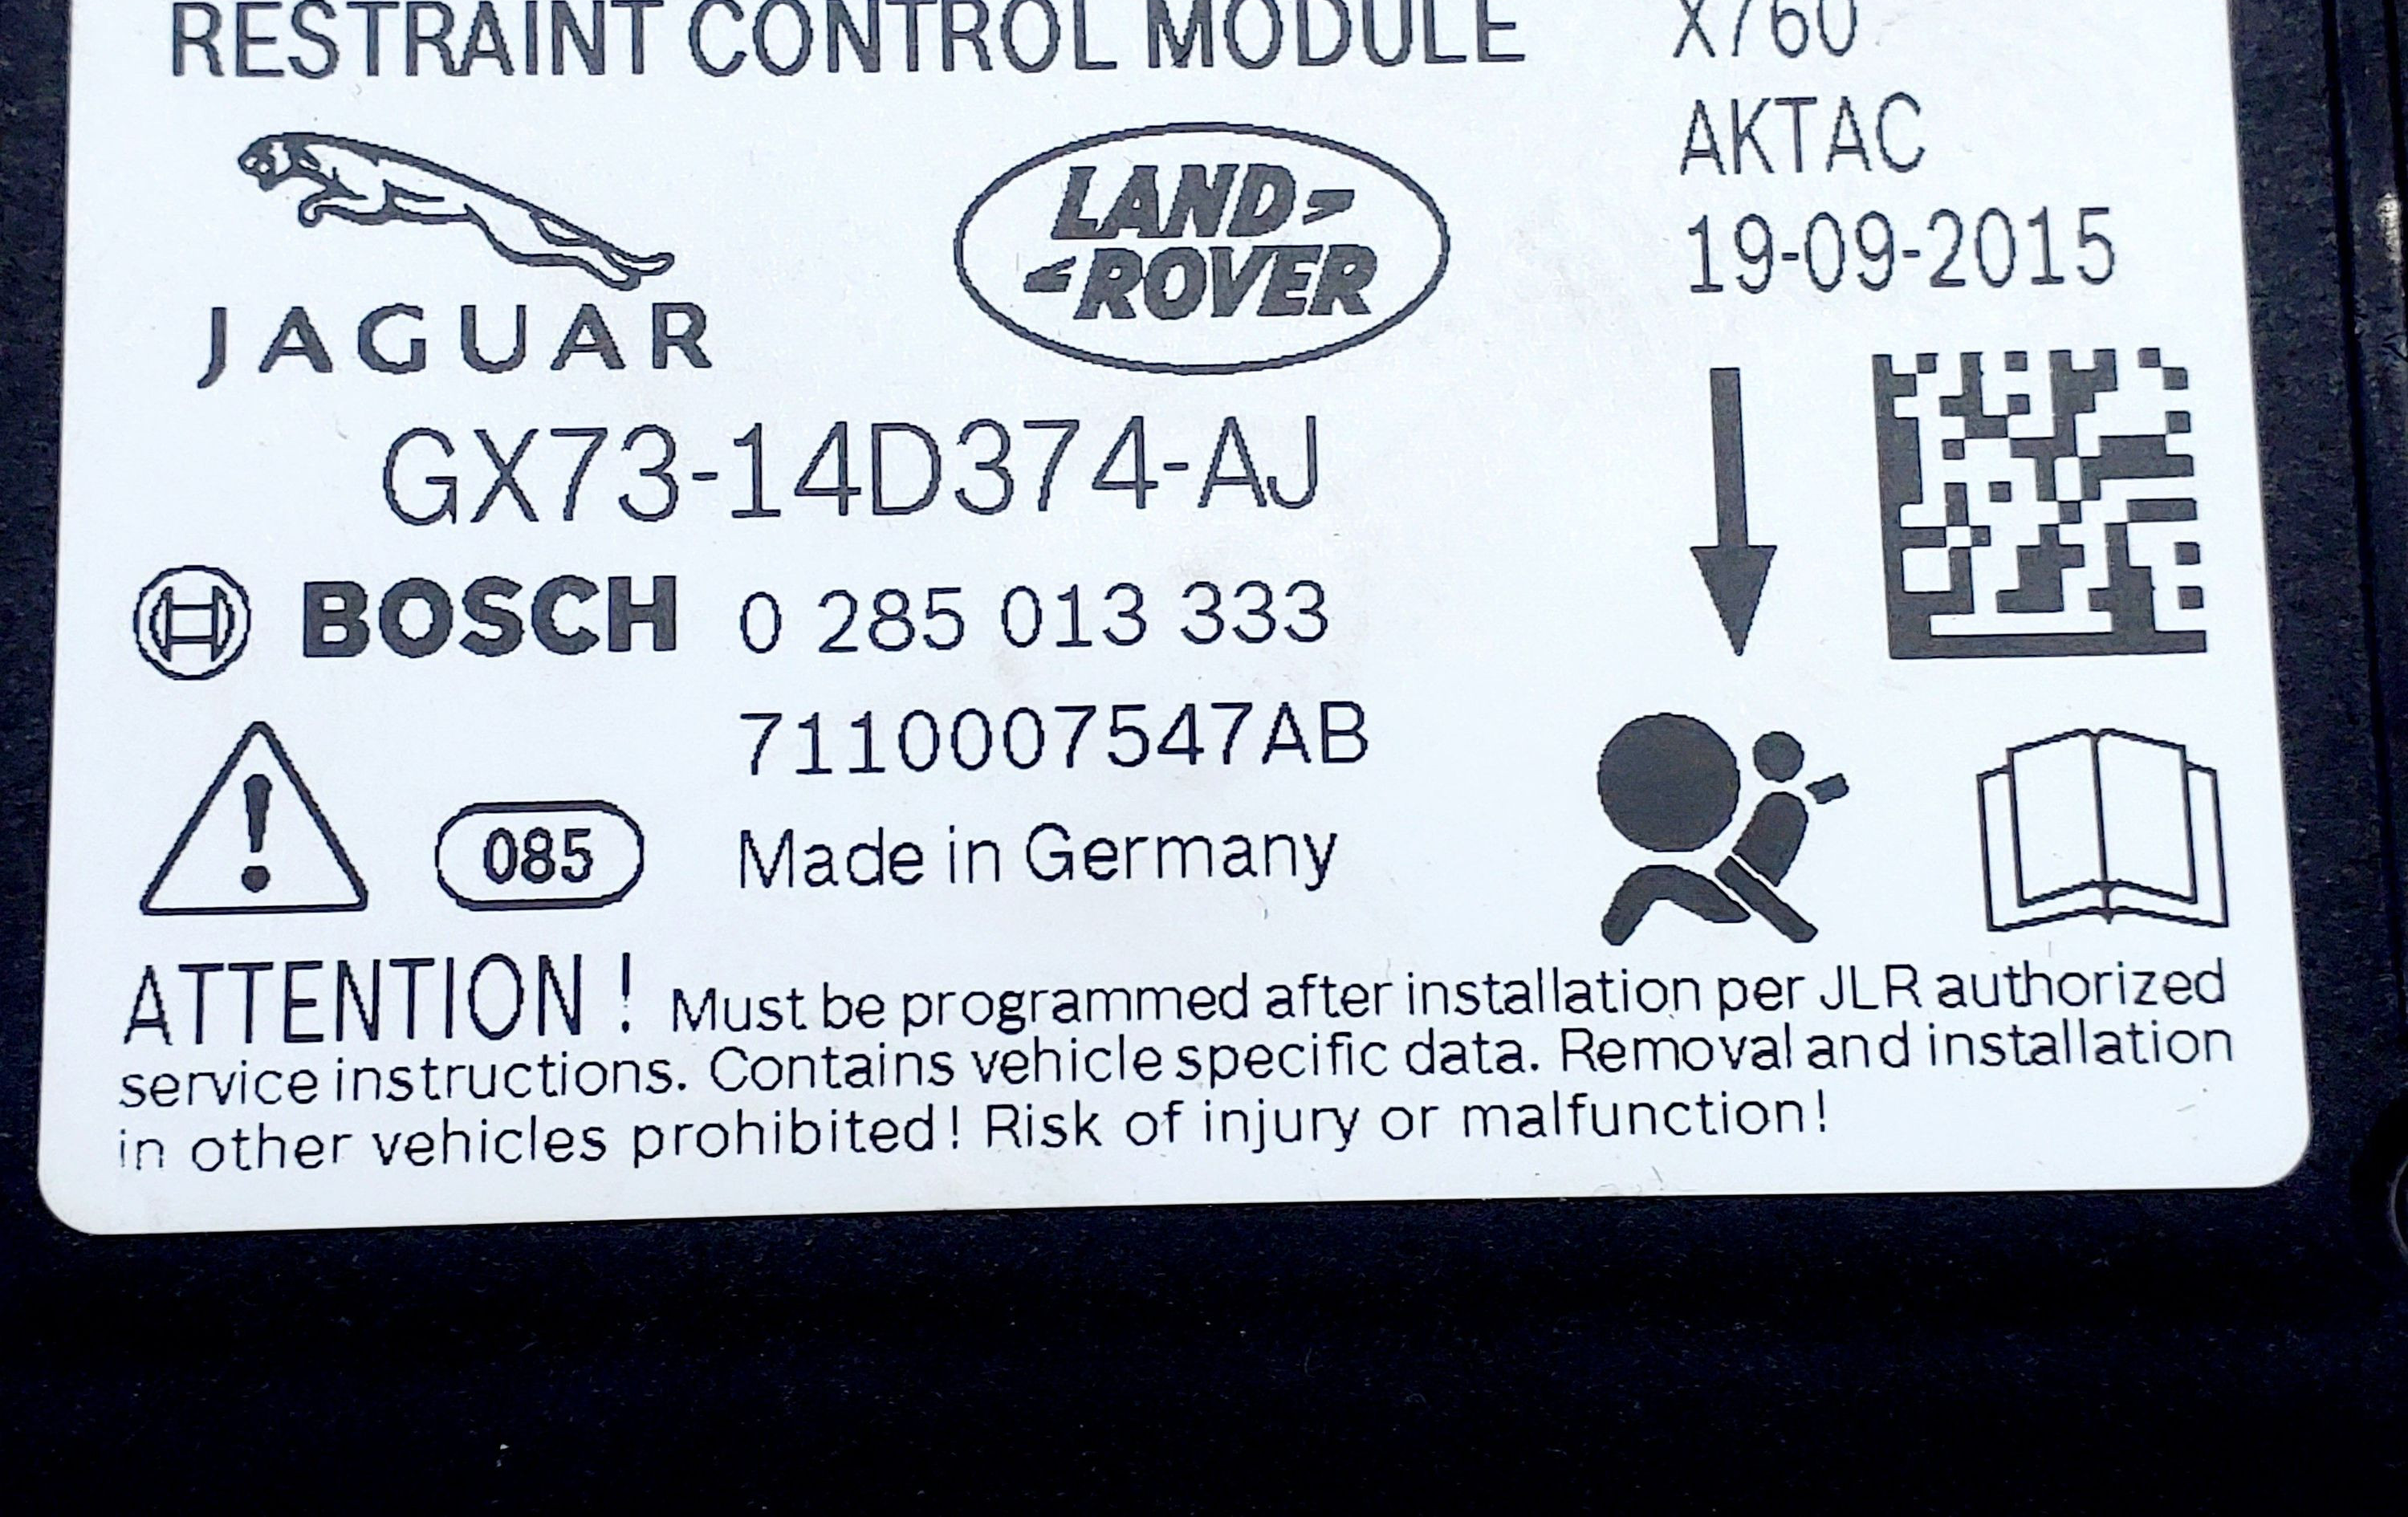 RESTRAINT CONTROL MODULE
X760
AKTAC
19-09-2015
JAGUAR
LAND
ROVER
GX73-14D374-AJ
BOSCH 0 285 013 333
7110007547AB
085 Made in Germany
ATTENTION ! Must be programmed after installation per JLR authorized
service instructions. Contains vehicle specific data. Removal and installation
in other vehicles prohibited! Risk of injury or malfunction!